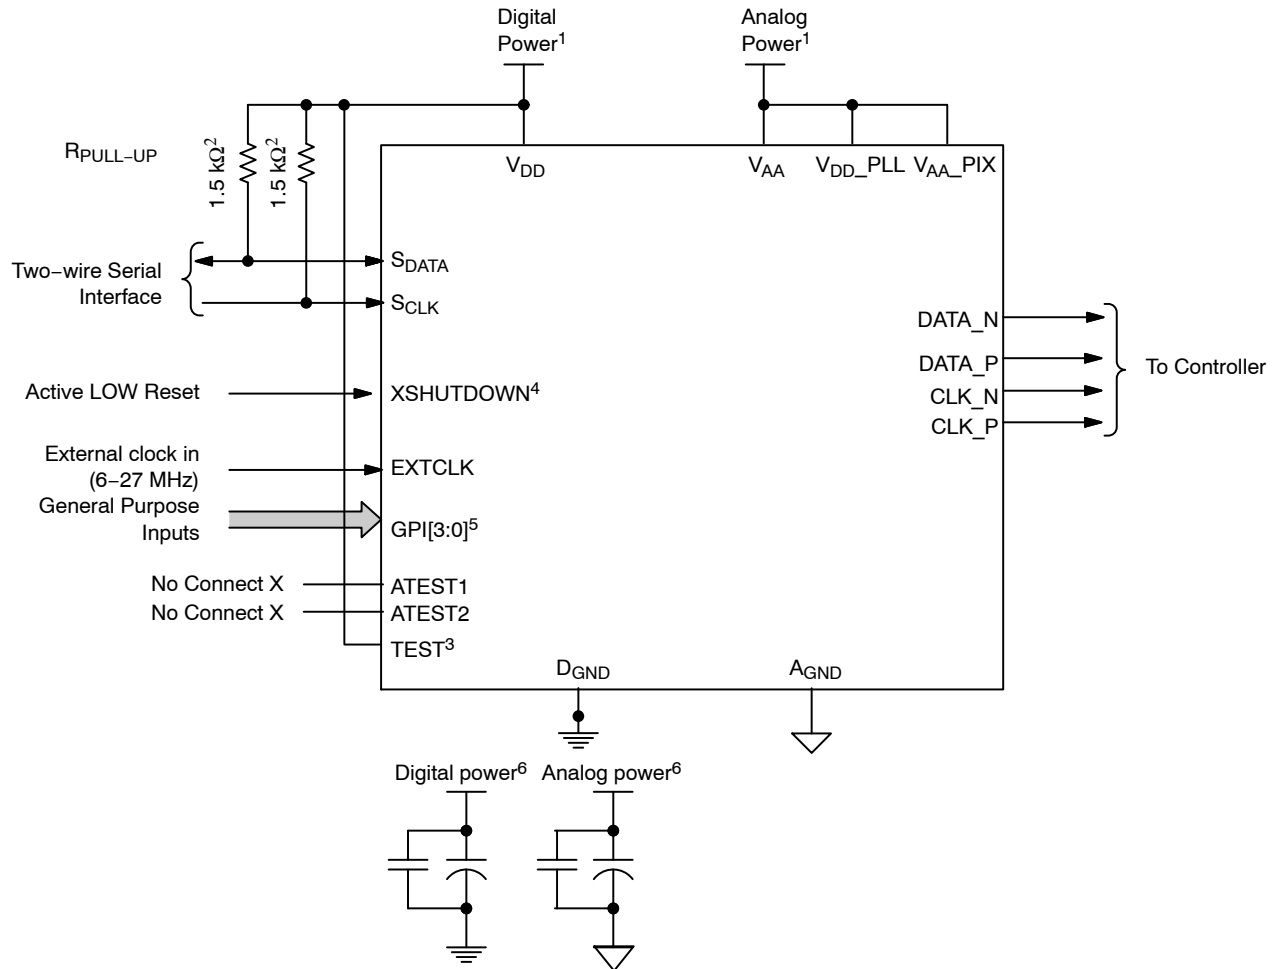 Digital
Power1
Analog
Power1
RPULL–UP
1.5 kΩ2
1.5 kΩ2
VDD
VAA
VDD_PLL
VAA_PIX
Two–wire Serial
Interface
SDATA
SCLK
DATA_N
DATA_P
CLK_N
CLK_P
To Controller
Active LOW Reset
XSHUTDOWN4
External clock in
(6–27 MHz)
EXTCLK
General Purpose
Inputs
GPI[3:0]5
No Connect X
ATEST1
No Connect X
ATEST2
TEST3
DGND
AGND
Digital power6
Analog power6